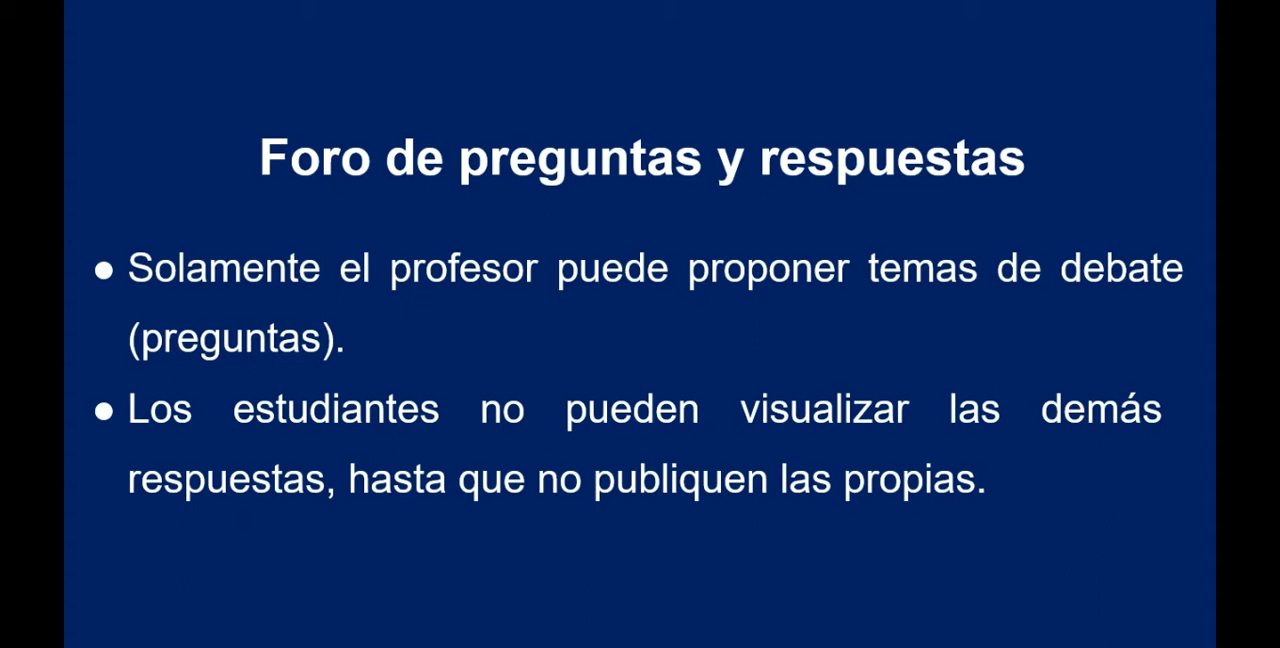 Foro de preguntas y respuestas
● Solamente el profesor puede proponer temas de debate
(preguntas).
● Los estudiantes no pueden visualizar las demás
respuestas, hasta que no publiquen las propias.